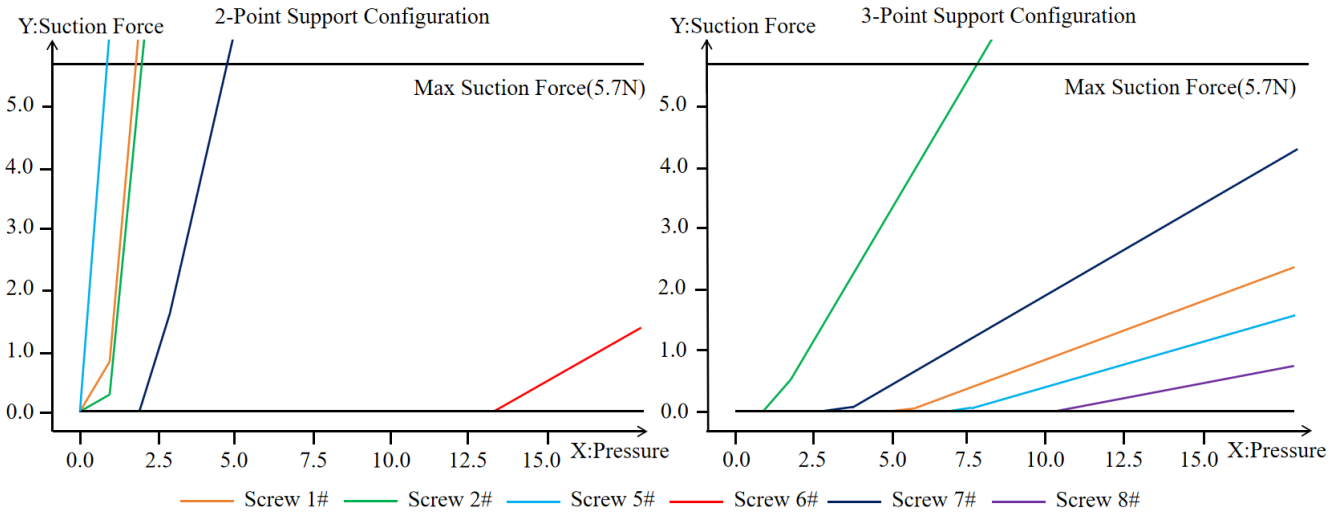 2-Point Support Configuration
Y:Suction Force
Max Suction Force(5.7N)
5.0
4.0
3.0
2.0
1.0
0.0
0.0 2.5 5.0 7.5 10.0 12.5 15.0
X:Pressure
3-Point Support Configuration
Y:Suction Force
Max Suction Force(5.7N)
5.0
4.0
3.0
2.0
1.0
0.0
0.0 2.5 5.0 7.5 10.0 12.5 15.0
X:Pressure
Screw 1# Screw 2# Screw 5# Screw 6# Screw 7# Screw 8#